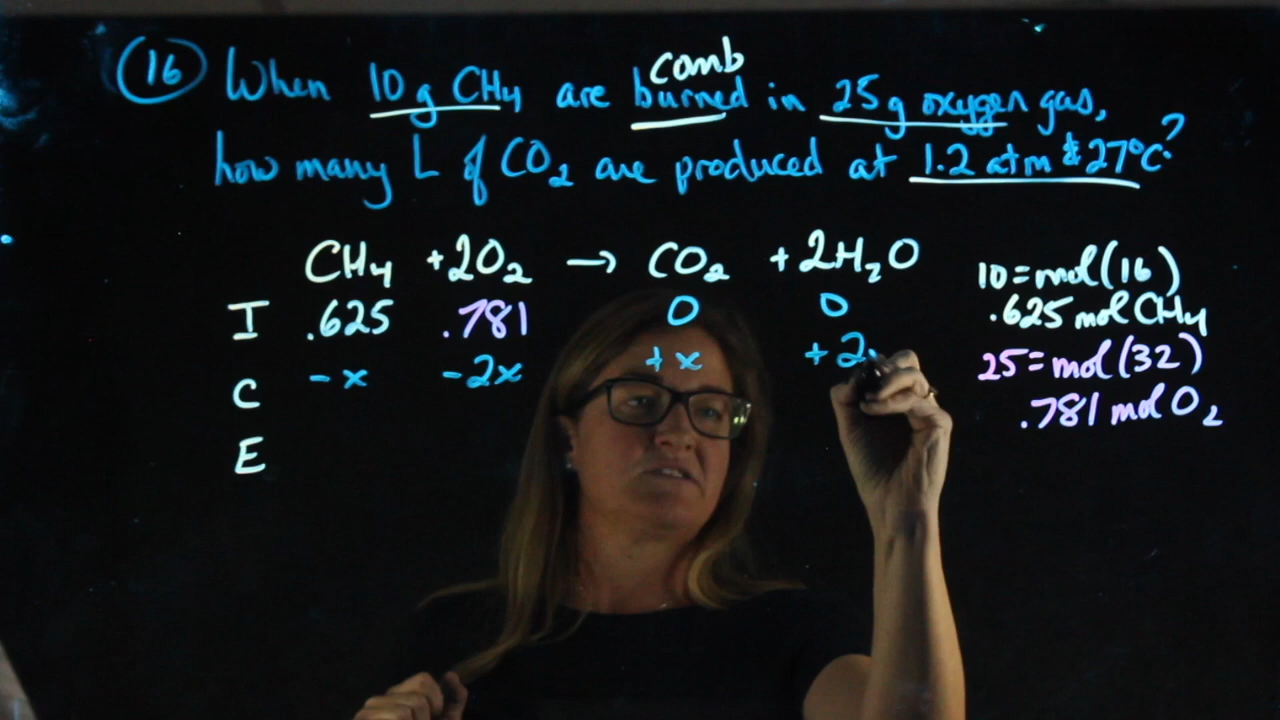 (16) When 10 g CH4 are burned in 25 g oxygen gas,
comb
how many L of CO2 are produced at 1.2 atm & 27°C?
CH4 +2O2 → CO2 +2H2O
I .625 .781 0 0
C -x -2x +x +2
E
10=mol(16)
.625 mol CH4
25=mol(32)
.781 mol O2